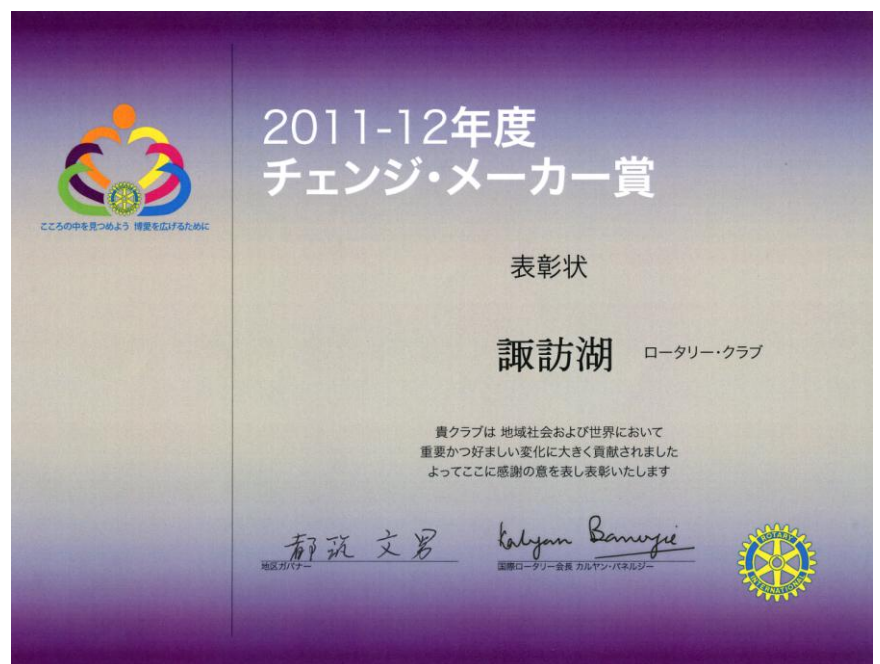 2011-12年度
チェンジ・メーカー賞
こころの中を見つめよう 博愛を広げるために
表彰状
諏訪湖 ロータリー・クラブ
貴クラブは 地域社会および世界において
重要かつ好ましい変化に大きく貢献されました
よってここに感謝の意を表し表彰いたします
都筑 文男 Kalyan Banerjee
地区ガバナー 国際ロータリー会長 カルヤン・バネルジー
ROTARY
INTERNATIONAL